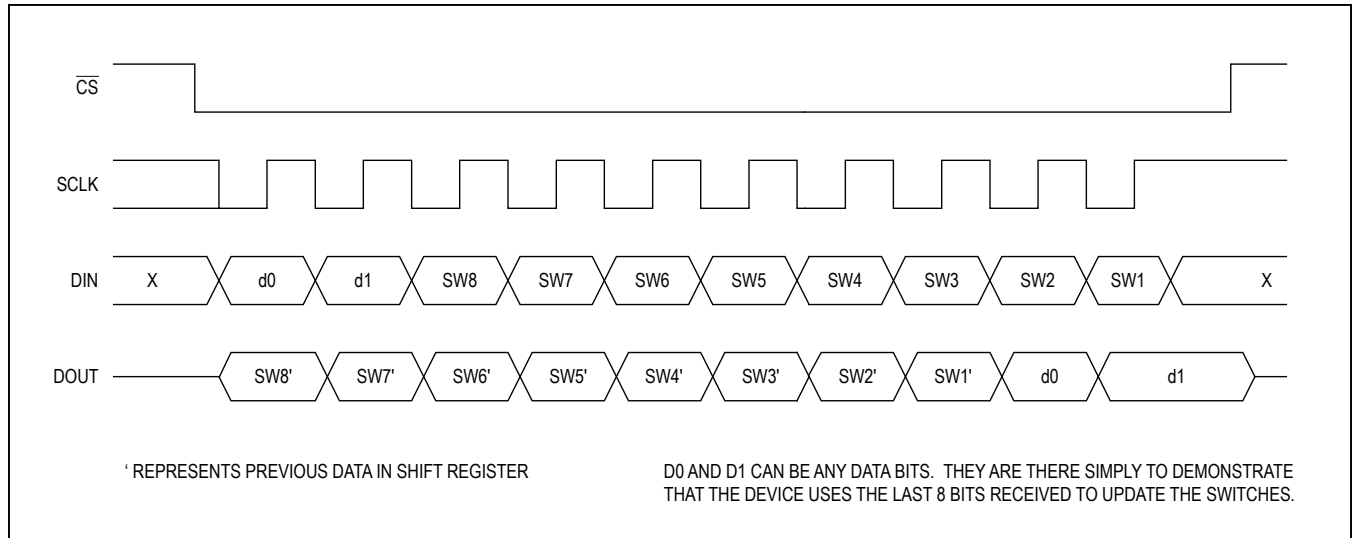 CS
SCLK
DIN X d0 d1 SW8 SW7 SW6 SW5 SW4 SW3 SW2 SW1 X
DOUT SW8' SW7' SW6' SW5' SW4' SW3' SW2' SW1' d0 d1
‘ REPRESENTS PREVIOUS DATA IN SHIFT REGISTER
D0 AND D1 CAN BE ANY DATA BITS. THEY ARE THERE SIMPLY TO DEMONSTRATE
THAT THE DEVICE USES THE LAST 8 BITS RECEIVED TO UPDATE THE SWITCHES.